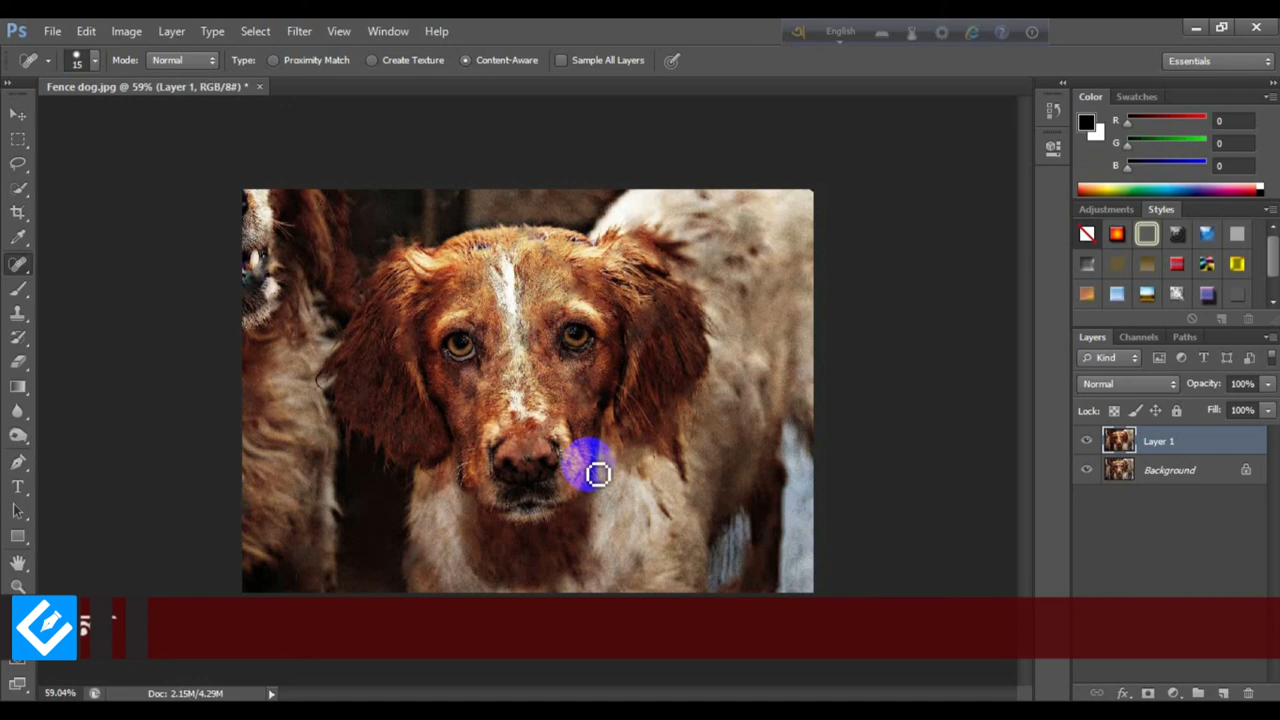 Ps File Edit Image Layer Type Select Filter View Window Help
English
15 Mode: Normal Type: Proximity Match Create Texture Content-Aware Sample All Layers
Essentials
Fence dog.jpg @ 59% (Layer 1, RGB/8#) * ×
Color Swatches
R 0
G 0
B 0
Adjustments Styles
Layers Channels Paths
Kind
Normal Opacity: 100%
Lock: Fill: 100%
Layer 1
Background
59.04% Doc: 2.15M/4.29M